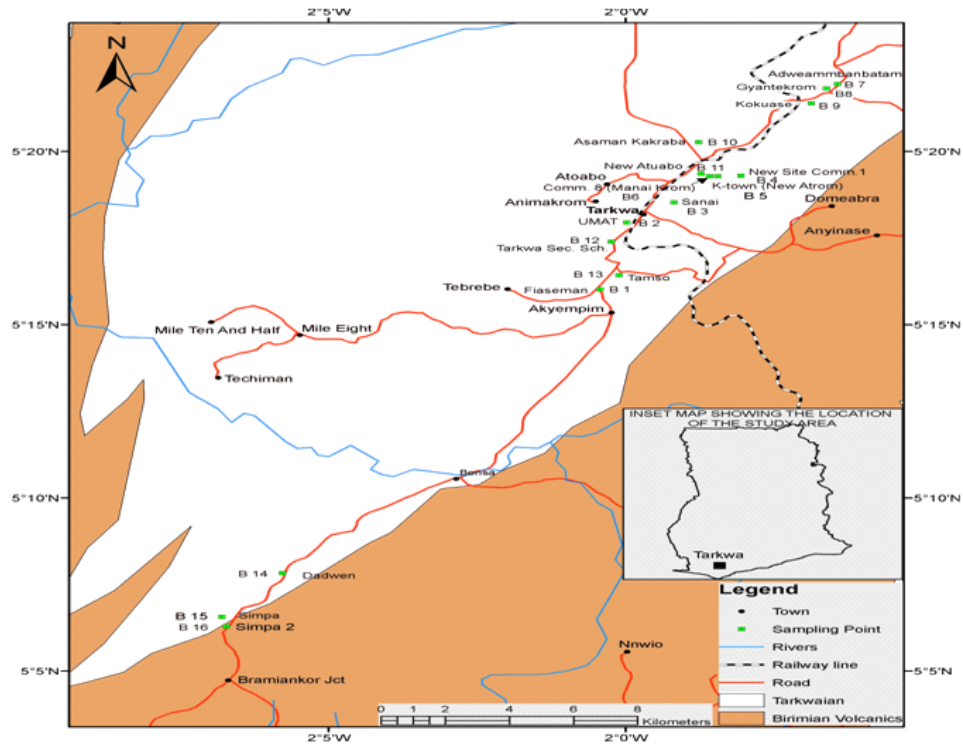 2°5'W 2°0'W
N
Adweammbanbatam
B 7
Gyantekrom
B8
Kokuase B 9
5°20'N 5°20'N
Asaman Kakraba B 10
New Atuabo B 11
New Site Comm.1
B 4
Atoabo
Comm. 8 (Manai Krom)
K-town (New Atrom)
B6
B 5
Animakrom
Sanai
B 3
Domeabra
Tarkwa
UMAT B 2
Anyinase
B 12
Tarkwa Sec. Sch.
B 13 Tamso
Tebrebe
Fiaseman B 1
Akyempim
5°15'N 5°15'N
Mile Ten And Half
Mile Eight
Techiman
INSET MAP SHOWING THE LOCATION
OF THE STUDY AREA
Tarkwa
Bonsa
5°10'N 5°10'N
B 14 Dadwen
B 15 Simpa
B 16 Simpa 2
Nnwio
Bramiankor Jct
5°5'N 5°5'N
Legend
Town
Sampling Point
Rivers
Railway line
Road
Tarkwaian
Birimian Volcanics
0 2 4 6 8
Kilometers
2°5'W 2°0'W